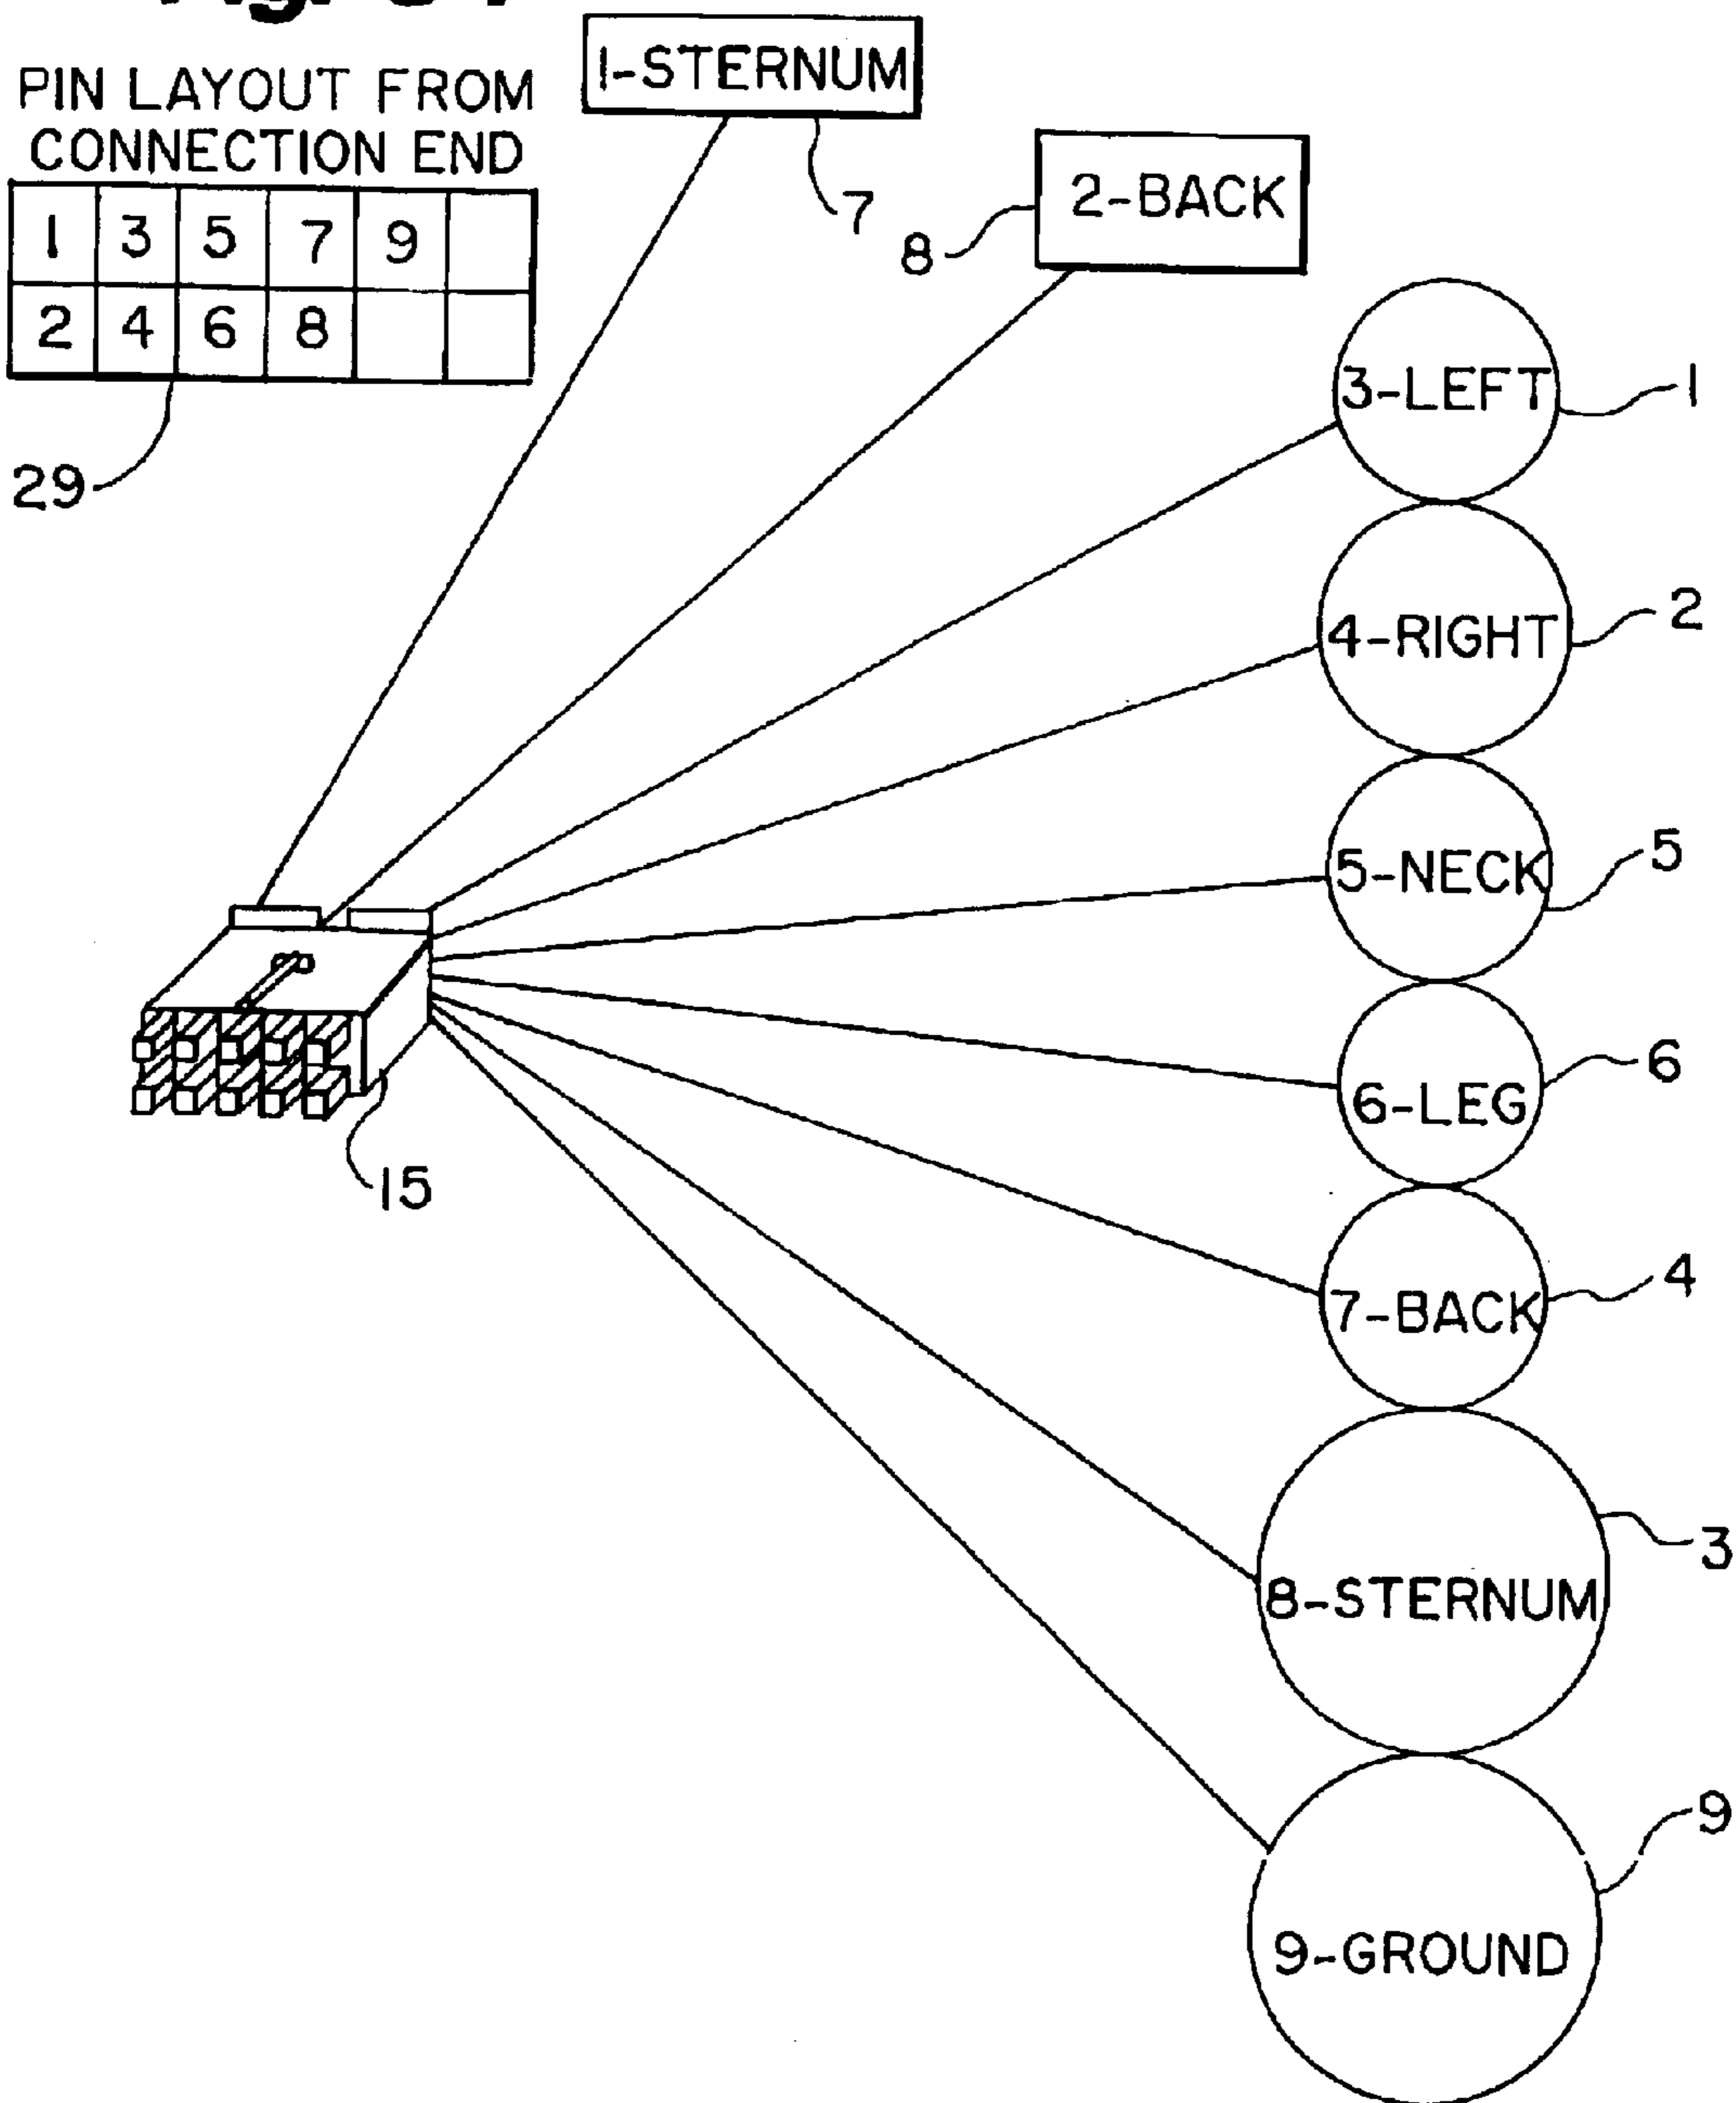 PIN LAYOUT FROM
CONNECTION END
1 3 5 7 9
2 4 6 8
29
1-STERNUM
7
2-BACK
8
3-LEFT
1
4-RIGHT
2
5-NECK
5
6-LEG
6
7-BACK
4
8-STERNUM
3
9-GROUND
9
15